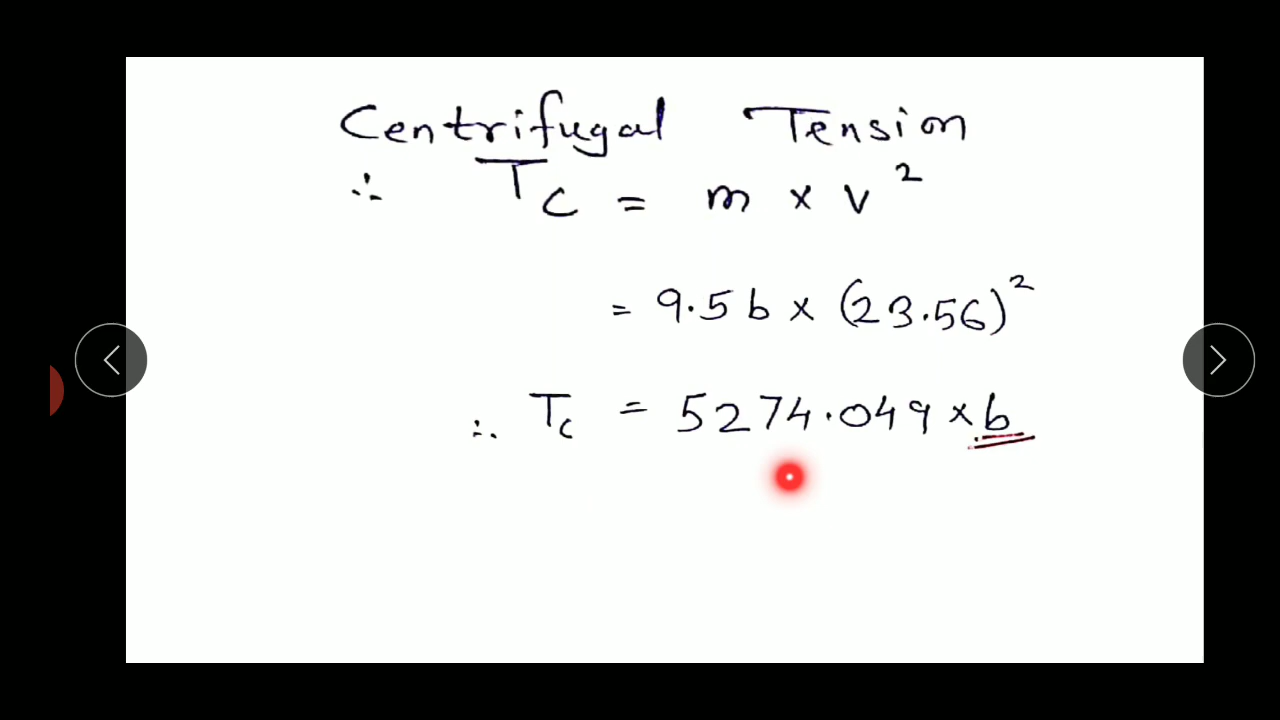 Centrifugal Tension
∴ Tc = m × v²
= 9.5 b × (23.56)²
∴ Tc = 5274.049 × b